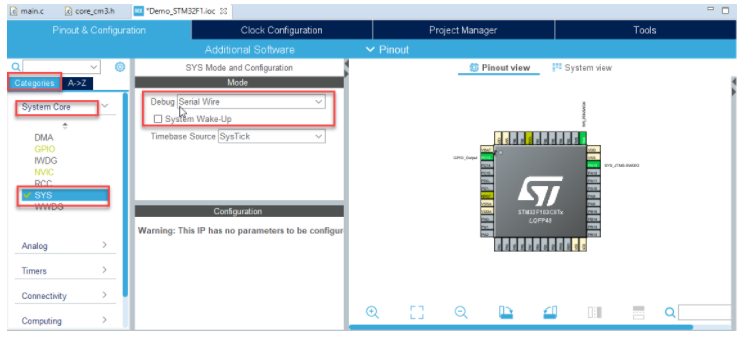 main.c
core_cm3.h
*Demo_STM32F1.ioc
Pinout & Configuration
Clock Configuration
Project Manager
Tools
Additional Software
Pinout
Categories
A->Z
System Core
DMA
GPIO
IWDG
NVIC
RCC
SYS
WWDG
Analog
Timers
Connectivity
Computing
SYS Mode and Configuration
Mode
Debug Serial Wire
System Wake-Up
Timebase Source SysTick
Configuration
Warning: This IP has no parameters to be configur
Pinout view
System view
GPIO_Output
STM32F103C8Tx
LQFP48